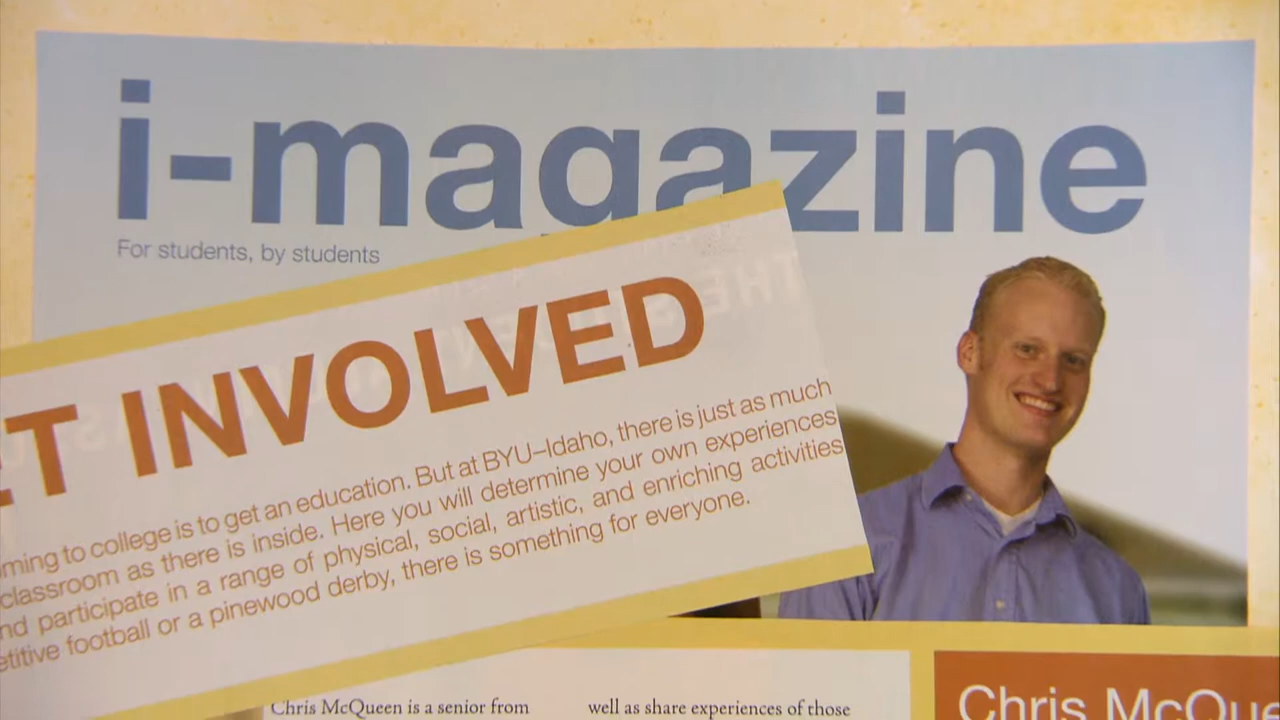 i-magazine
For students, by students
T INVOLVED
ming to college is to get an education. But at BYU–Idaho, there is just as much
classroom as there is inside. Here you will determine your own experiences
nd participate in a range of physical, social, artistic, and enriching activities
etitive football or a pinewood derby, there is something for everyone.
Chris McQueen is a senior from
well as share experiences of those
Chris McQue